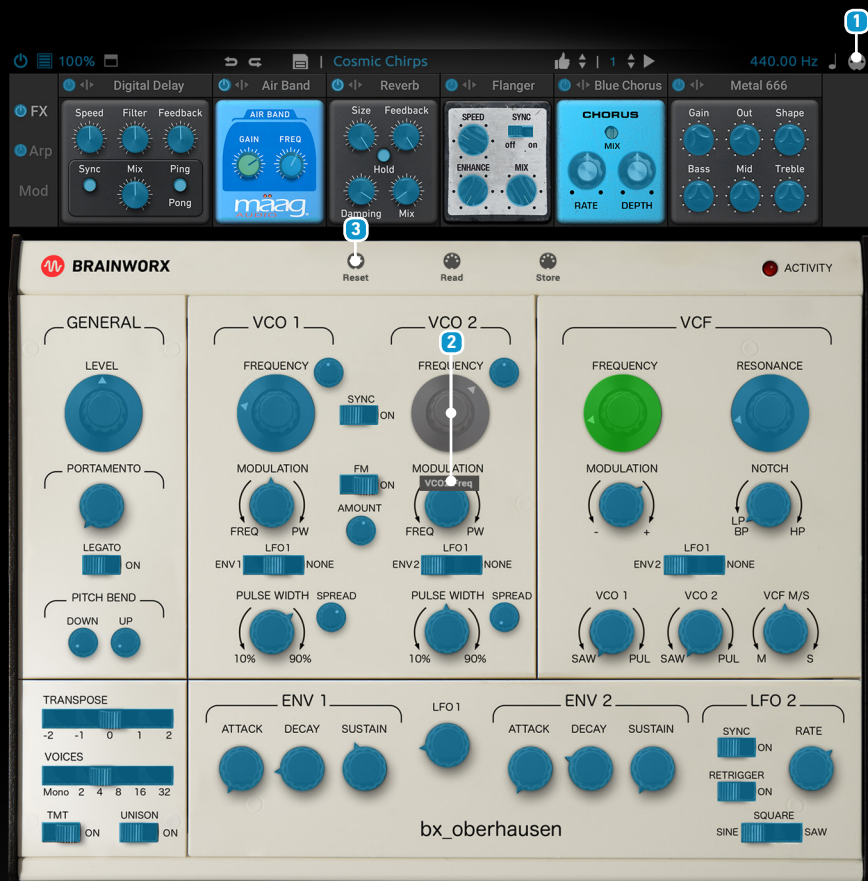 1
100%
| Cosmic Chirps
| 1
440.00 Hz
Digital Delay
Air Band
Reverb
Flanger
Blue Chorus
Metal 666
FX
Arp
Mod
Speed Filter Feedback
Sync Mix Ping
Pong
AIR BAND
GAIN FREQ
mäag
Size Feedback
Hold
Damping Mix
SPEED SYNC
off on
ENHANCE MIX
CHORUS
MIX
RATE DEPTH
Gain Out Shape
Bass Mid Treble
3
BRAINWORX
Reset Read Store
ACTIVITY
GENERAL
LEVEL
PORTAMENTO
LEGATO
ON
PITCH BEND
DOWN UP
VCO 1
FREQUENCY
SYNC
ON
MODULATION
FREQ PW
FM
ON
AMOUNT
LFO1
ENV1 NONE
PULSE WIDTH SPREAD
10% 90%
VCO 2
2
FREQUENCY
MODULATION
FREQ PW
LFO1
ENV2 NONE
PULSE WIDTH SPREAD
10% 90%
VCF
FREQUENCY RESONANCE
MODULATION NOTCH
- +
LP
BP HP
LFO1
ENV2 NONE
VCO 1 VCO 2 VCF M/S
SAW PUL SAW PUL M S
TRANSPOSE
-2 -1 0 1 2
VOICES
Mono 2 4 8 16 32
TMT UNISON
ON ON
ENV 1
ATTACK DECAY SUSTAIN
LFO1
ENV 2
ATTACK DECAY SUSTAIN
LFO 2
SYNC RATE
ON
RETRIGGER
ON
SQUARE
SINE SAW
bx_oberhausen